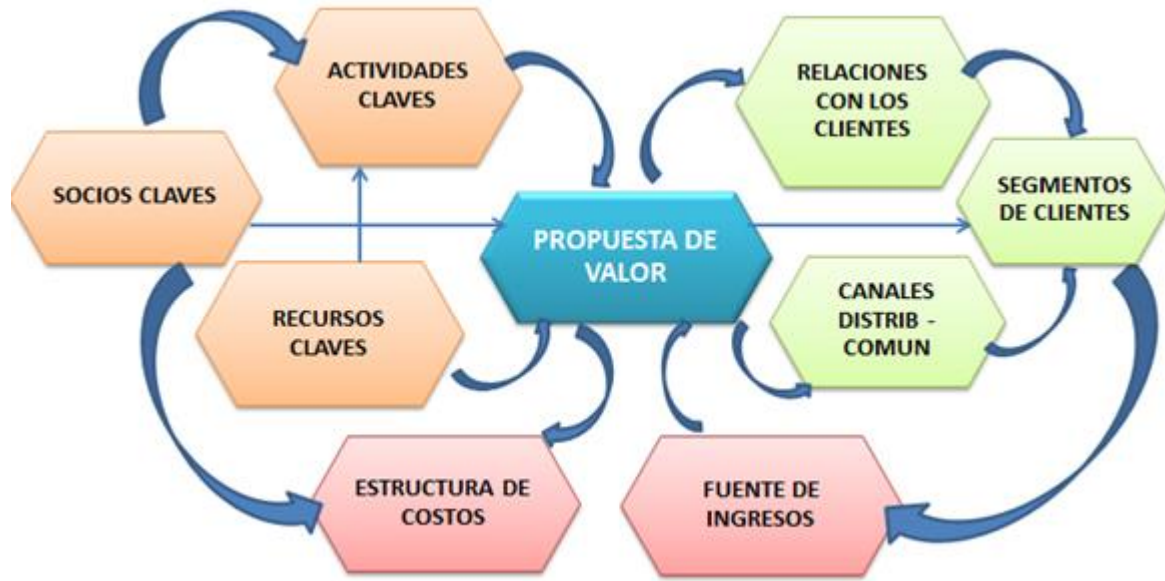 ACTIVIDADES
CLAVES
RELACIONES
CON LOS
CLIENTES
SOCIOS CLAVES
SEGMENTOS
DE CLIENTES
PROPUESTA DE
VALOR
RECURSOS
CLAVES
CANALES
DISTRIB -
COMUN
ESTRUCTURA DE
COSTOS
FUENTE DE
INGRESOS